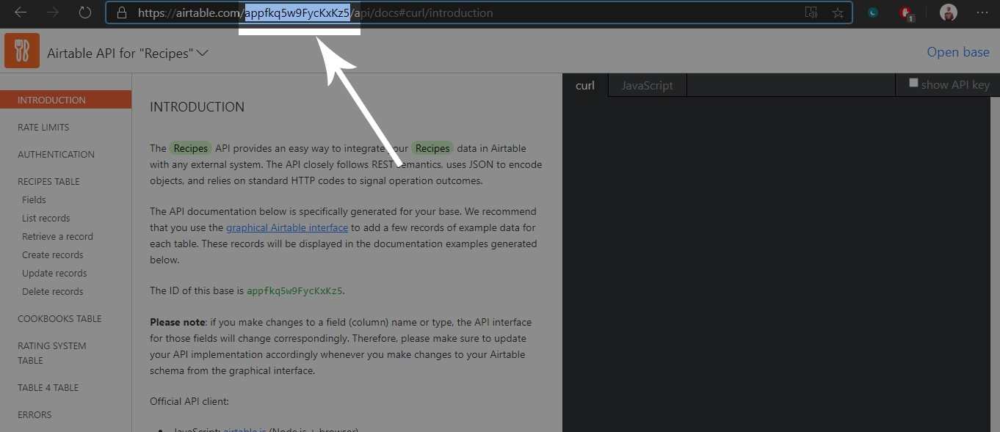 https://airtable.com/appfkq5w9FycKxKz5/api/docs#curl/introduction
1
Airtable API for "Recipes"
Open base
INTRODUCTION
RATE LIMITS
AUTHENTICATION
RECIPES TABLE
Fields
List records
Retrieve a record
Create records
Update records
Delete records
COOKBOOKS TABLE
RATING SYSTEM
TABLE
TABLE 4 TABLE
ERRORS
INTRODUCTION
The Recipes API provides an easy way to integrate your Recipes data in Airtable
with any external system. The API closely follows REST semantics, uses JSON to encode
objects, and relies on standard HTTP codes to signal operation outcomes.
The API documentation below is specifically generated for your base. We recommend
that you use the graphical Airtable interface to add a few records of example data for
each table. These records will be displayed in the documentation examples generated
below.
The ID of this base is appfkq5w9FycKxKz5.
Please note: if you make changes to a field (column) name or type, the API interface
for those fields will change correspondingly. Therefore, please make sure to update
your API implementation accordingly whenever you make changes to your Airtable
schema from the graphical interface.
Official API client:
JavaScript: airtable.js (Node.js + browser)
curl
JavaScript
show API key